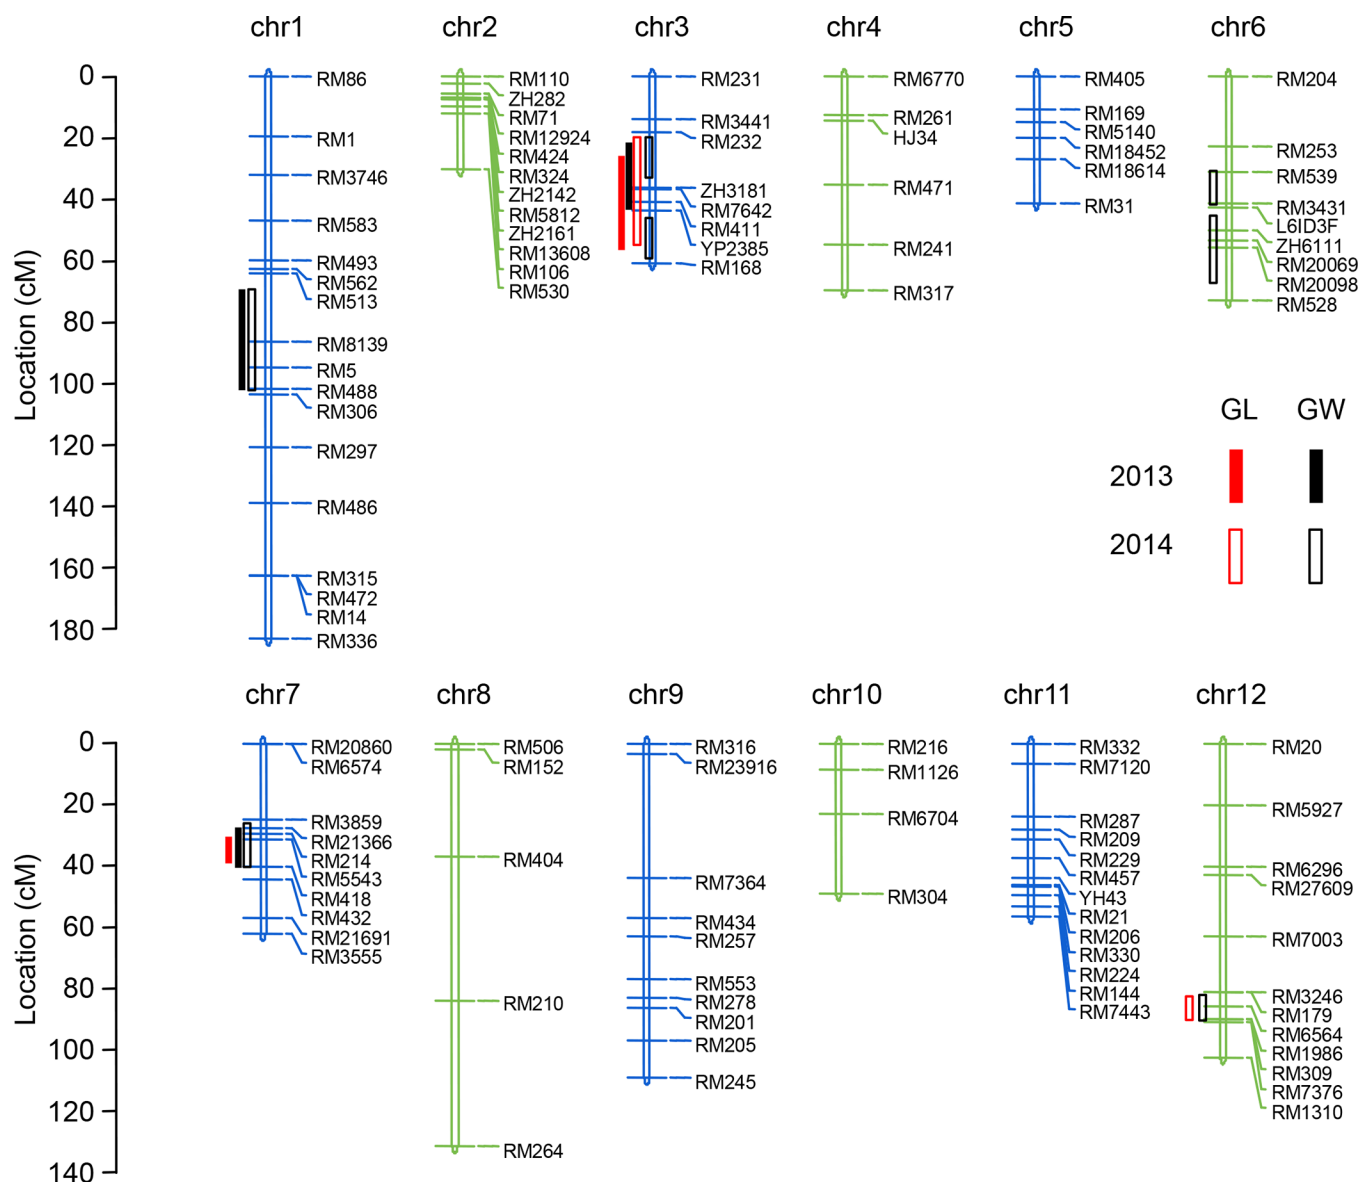 chr1
chr2
chr3
chr4
chr5
chr6
Location (cM)
0
20
40
60
80
100
120
140
160
180
RM86
RM1
RM3746
RM583
RM493
RM562
RM513
RM8139
RM5
RM488
RM306
RM297
RM486
RM315
RM472
RM14
RM336
RM110
ZH282
RM71
RM12924
RM424
RM324
ZH2142
RM5812
ZH2161
RM13608
RM106
RM530
RM231
RM3441
RM232
ZH3181
RM7642
RM411
YP2385
RM168
RM6770
RM261
HJ34
RM471
RM241
RM317
RM405
RM169
RM5140
RM18452
RM18614
RM31
RM204
RM253
RM539
RM3431
L6ID3F
ZH6111
RM20069
RM20098
RM528
GL GW
2013
2014
chr7
chr8
chr9
chr10
chr11
chr12
Location (cM)
0
20
40
60
80
100
120
140
RM20860
RM6574
RM3859
RM21366
RM214
RM5543
RM418
RM432
RM21691
RM3555
RM506
RM152
RM404
RM210
RM264
RM316
RM23916
RM7364
RM434
RM257
RM553
RM278
RM201
RM205
RM245
RM216
RM1126
RM6704
RM304
RM332
RM7120
RM287
RM209
RM229
RM457
YH43
RM21
RM206
RM330
RM224
RM144
RM7443
RM20
RM5927
RM6296
RM27609
RM7003
RM3246
RM179
RM6564
RM1986
RM309
RM7376
RM1310